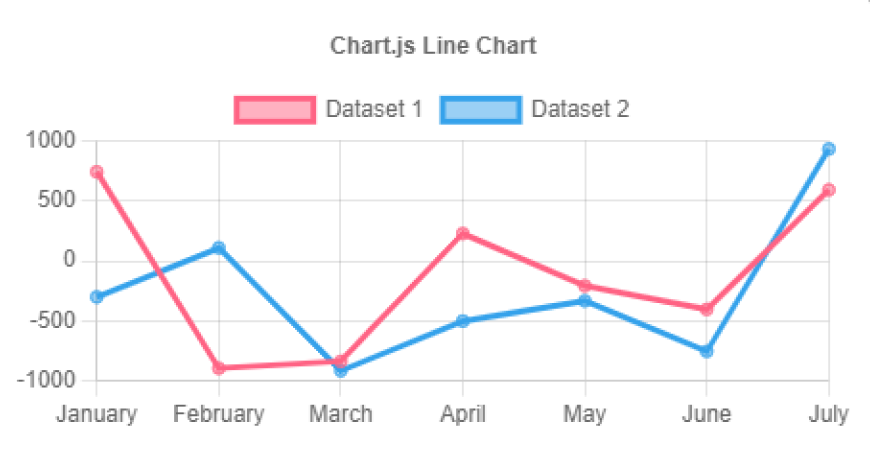 Chart.js Line Chart
Dataset 1 Dataset 2
1000
500
0
-500
-1000
January February March April May June July